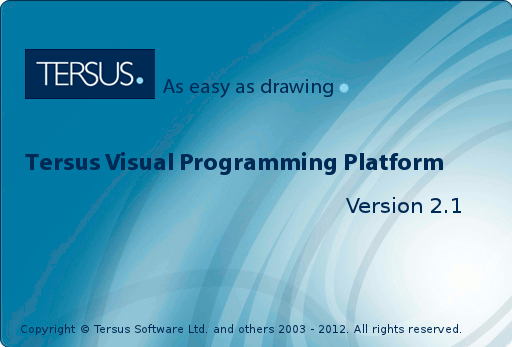 TERSUS.
As easy as drawing
Tersus Visual Programming Platform
Version 2.1
Copyright © Tersus Software Ltd. and others 2003 - 2012. All rights reserved.